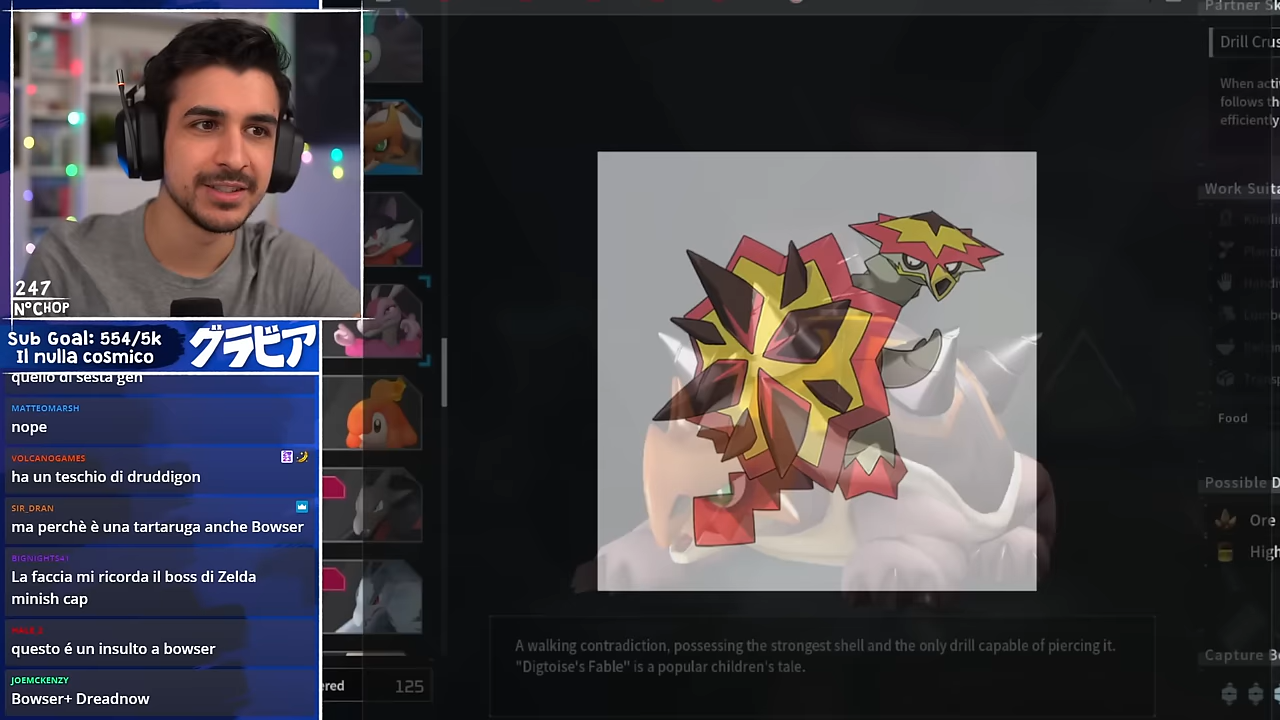 247
N°CHOP
Sub Goal: 554/5k
Il nulla cosmico
グラビア
quello di sesta gen
MATTEOMARSH
nope
VOLCANOGAMES
ha un teschio di druddigon
SIR_DRAN
ma perchè è una tartaruga anche Bowser
BIGNIGHTS41
La faccia mi ricorda il boss di Zelda
minish cap
questo é un insulto a bowser
JOEMCKENZY
Bowser+ Dreadnow
ered 125
A walking contradiction, possessing the strongest shell and the only drill capable of piercing it.
"Digtoise's Fable" is a popular children's tale.
Partner Sk
Drill Crus
When acti
follows th
efficiently
Work Suita
Food
Possible D
Ore
High
Capture Bo